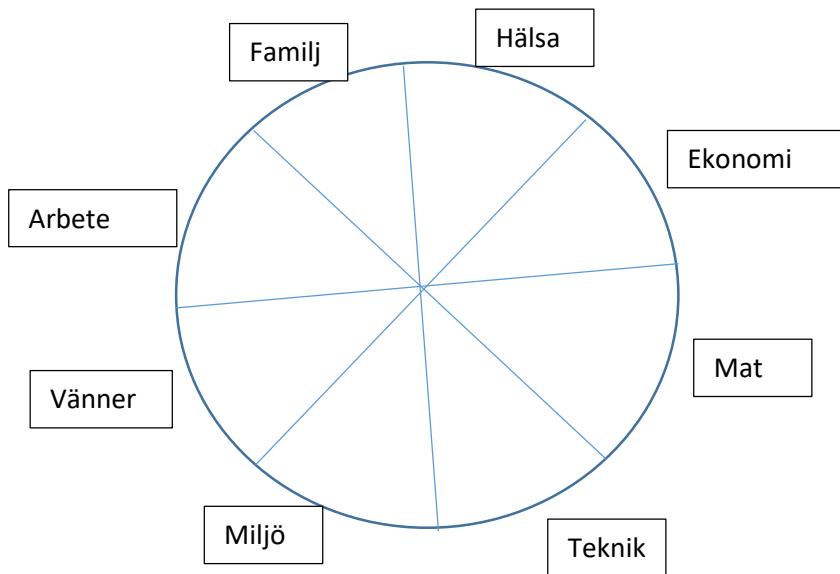 Familj
Hälsa
Ekonomi
Arbete
Mat
Vänner
Miljö
Teknik